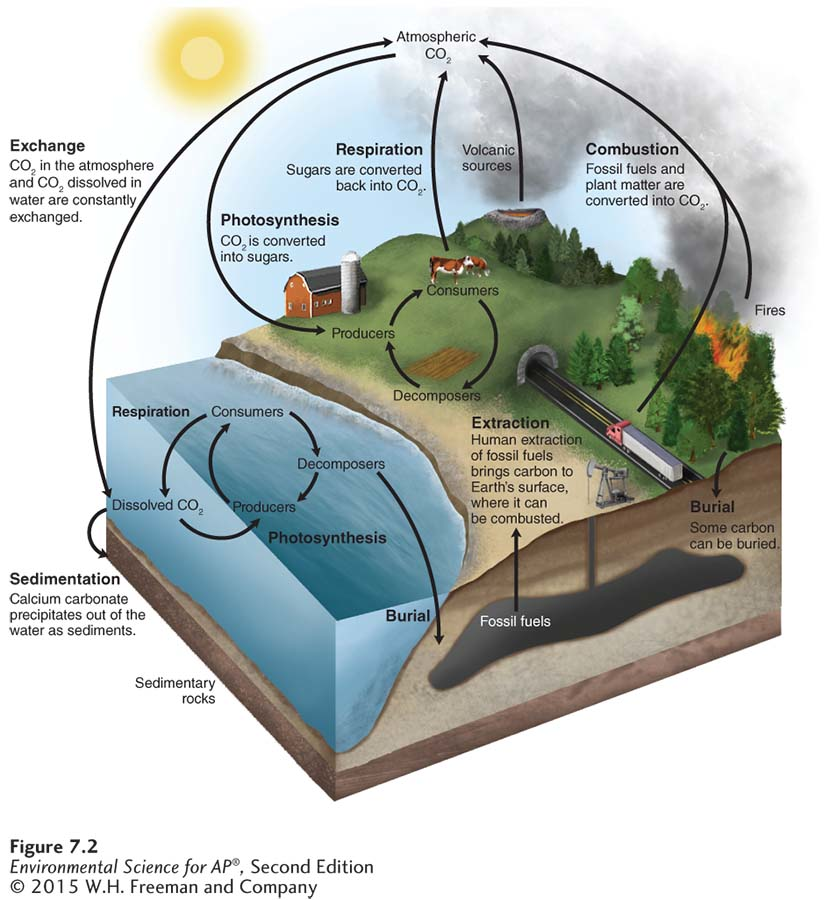 Atmospheric
CO₂
Exchange
CO₂ in the atmosphere
and CO₂ dissolved in
water are constantly
exchanged.
Respiration
Sugars are converted
back into CO₂.
Volcanic
sources
Combustion
Fossil fuels and
plant matter are
converted into CO₂.
Photosynthesis
CO₂ is converted
into sugars.
Consumers
Fires
Producers
Decomposers
Respiration
Consumers
Decomposers
Dissolved CO₂
Producers
Photosynthesis
Extraction
Human extraction
of fossil fuels
brings carbon to
Earth's surface,
where it can
be combusted.
Burial
Some carbon
can be buried.
Sedimentation
Calcium carbonate
precipitates out of the
water as sediments.
Burial
Fossil fuels
Sedimentary
rocks
Figure 7.2
Environmental Science for AP®, Second Edition
© 2015 W.H. Freeman and Company